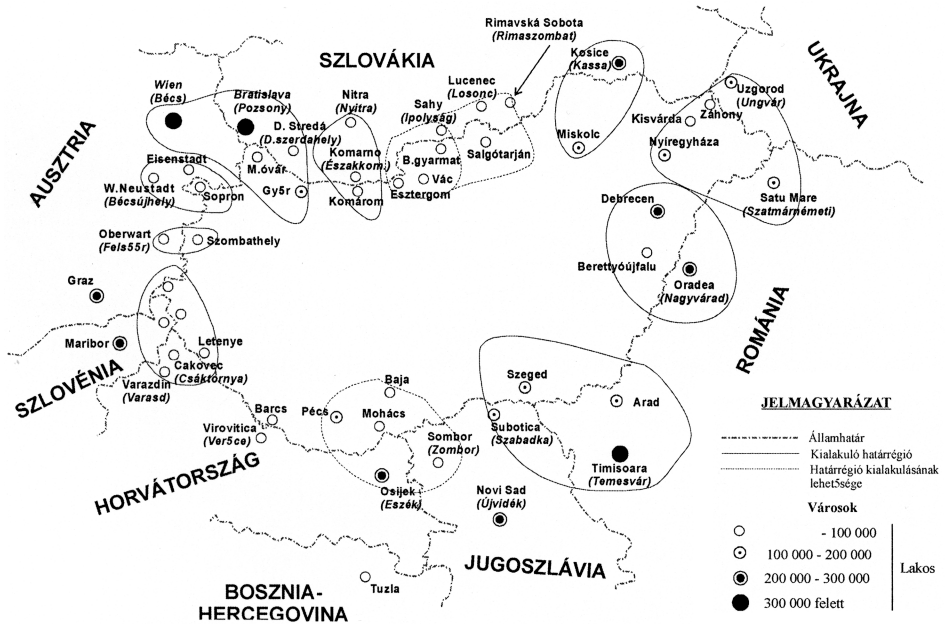 Rimavská Sobota
(Rimaszombat)
SZLOVÁKIA
Kosice
(Kassa)
UKRAJNA
Wien
(Bécs)
Bratislava
(Pozsony)
Nitra
(Nyitra)
Lucenec
(Losonc)
Sahy
(Ipolyság)
Uzgorod
(Ungvár)
Kisvárda
Záhony
D. Stredá
(D.szerdahely)
AUSZTRIA
Miskolc
Nyíregyháza
Salgótarján
Komarno
(Északkom.)
B.gyarmat
Eisenstadt
M.óvár
W.Neustadt
(Bécsújhely)
Sopron
Gy5r
Komárom
Esztergom
Vác
Satu Mare
(Szatmárnémeti)
Debrecen
Oberwart
(Fels55r)
Szombathely
Berettyóújfalu
Oradea
(Nagyvárad)
Graz
ROMÁNIA
Maribor
Letenye
Cakovec
(Csáktornya)
SZLOVÉNIA
Varazdin
(Varasd)
Baja
Szeged
Arad
Barcs
Pécs
Mohács
Subotica
(Szabadka)
Virovitica
(Ver5ce)
Sombor
(Zombor)
HORVÁTORSZÁG
Timisoara
(Temesvár)
Osijek
(Eszék)
Novi Sad
(Újvidék)
JUGOSZLÁVIA
Tuzla
BOSZNIA-
HERCEGOVINA
JELMAGYARÁZAT
Államhatár
Kialakuló határrégió
Határrégió kialakulásának
lehet5sége
Városok
- 100 000
100 000 - 200 000
200 000 - 300 000
300 000 felett
Lakos